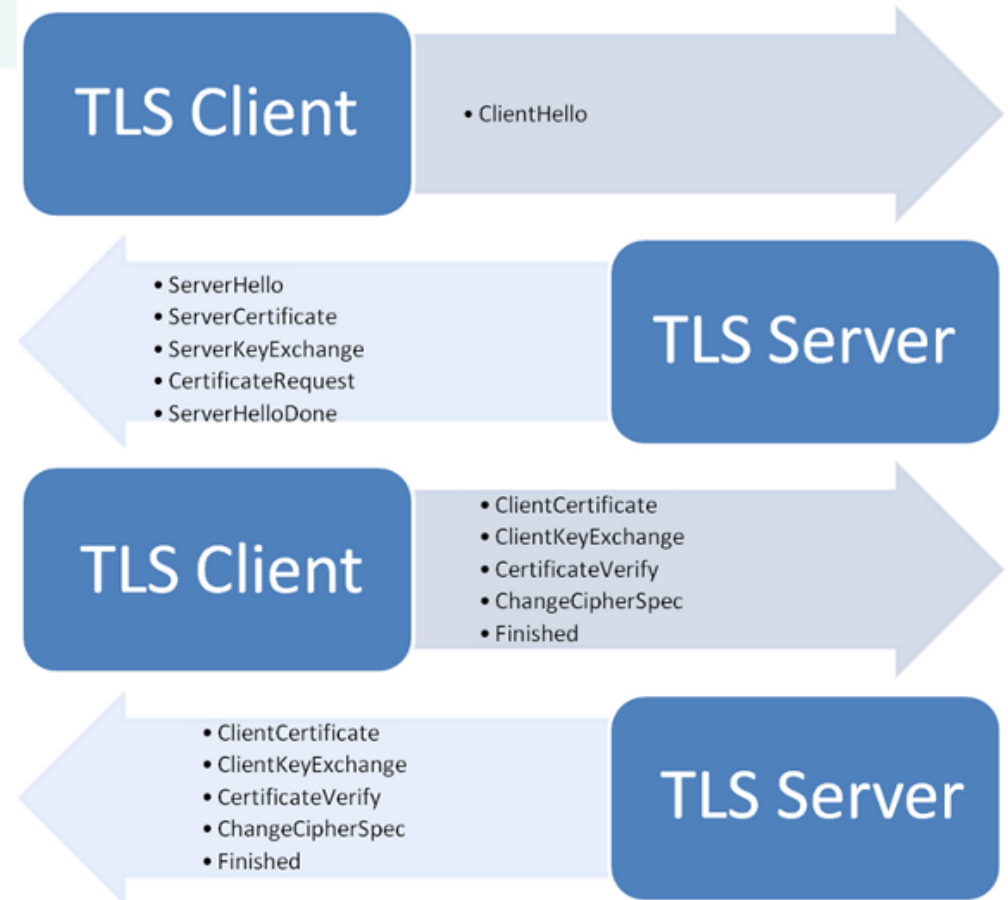 TLS Client
• ClientHello
• ServerHello
• ServerCertificate
• ServerKeyExchange
• CertificateRequest
• ServerHelloDone
TLS Server
TLS Client
• ClientCertificate
• ClientKeyExchange
• CertificateVerify
• ChangeCipherSpec
• Finished
• ClientCertificate
• ClientKeyExchange
• CertificateVerify
• ChangeCipherSpec
• Finished
TLS Server